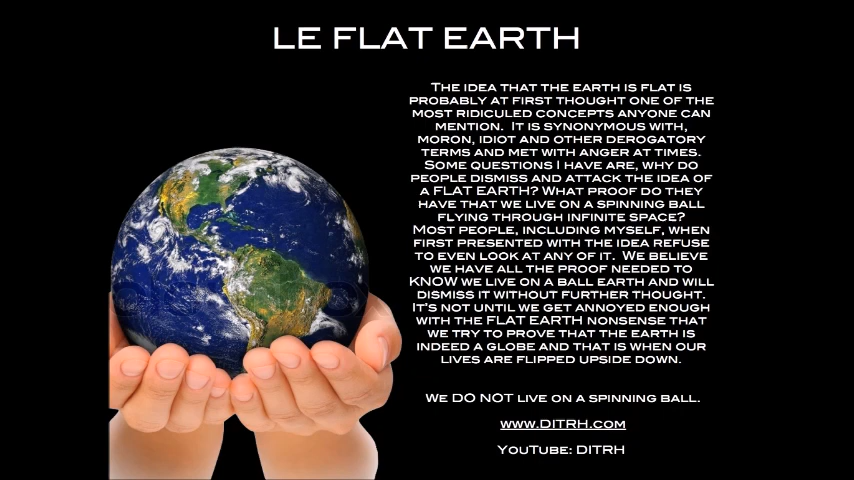 LE FLAT EARTH
THE IDEA THAT THE EARTH IS FLAT IS
PROBABLY AT FIRST THOUGHT ONE OF THE
MOST RIDICULED CONCEPTS ANYONE CAN
MENTION. IT IS SYNONYMOUS WITH,
MORON, IDIOT AND OTHER DEROGATORY
TERMS AND MET WITH ANGER AT TIMES.
SOME QUESTIONS I HAVE ARE, WHY DO
PEOPLE DISMISS AND ATTACK THE IDEA OF
A FLAT EARTH? WHAT PROOF DO THEY
HAVE THAT WE LIVE ON A SPINNING BALL
FLYING THROUGH INFINITE SPACE?
MOST PEOPLE, INCLUDING MYSELF, WHEN
FIRST PRESENTED WITH THE IDEA REFUSE
TO EVEN LOOK AT ANY OF IT. WE BELIEVE
WE HAVE ALL THE PROOF NEEDED TO
KNOW WE LIVE ON A BALL EARTH AND WILL
DISMISS IT WITHOUT FURTHER THOUGHT.
IT'S NOT UNTIL WE GET ANNOYED ENOUGH
WITH THE FLAT EARTH NONSENSE THAT
WE TRY TO PROVE THAT THE EARTH IS
INDEED A GLOBE AND THAT IS WHEN OUR
LIVES ARE FLIPPED UPSIDE DOWN.
WE DO NOT LIVE ON A SPINNING BALL.
WWW.DITRH.COM
YOUTUBE: DITRH